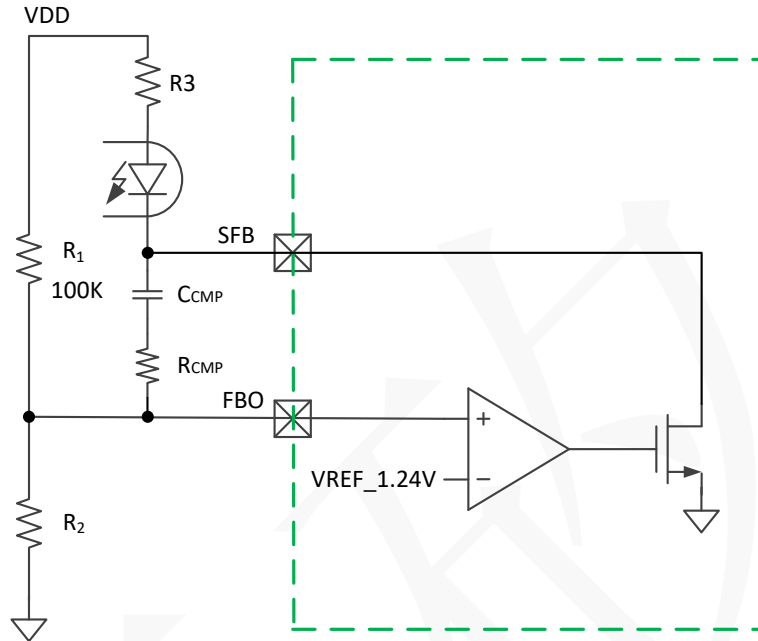 VDD
R3
SFB
R1
100K
CCMP
RCMP
FBO
+
VREF_1.24V
−
R2